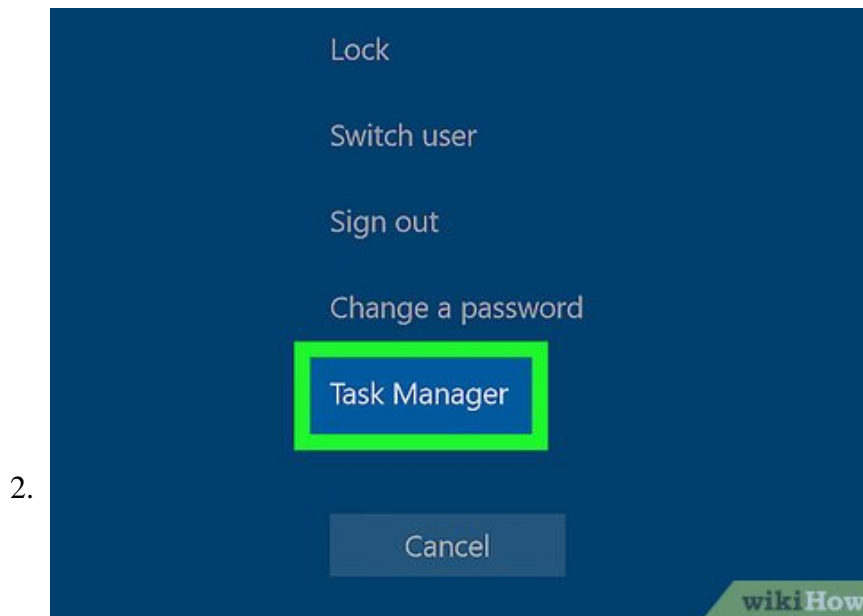 Lock
Switch user
Sign out
Change a password
Task Manager
2.
Cancel
wikiHow